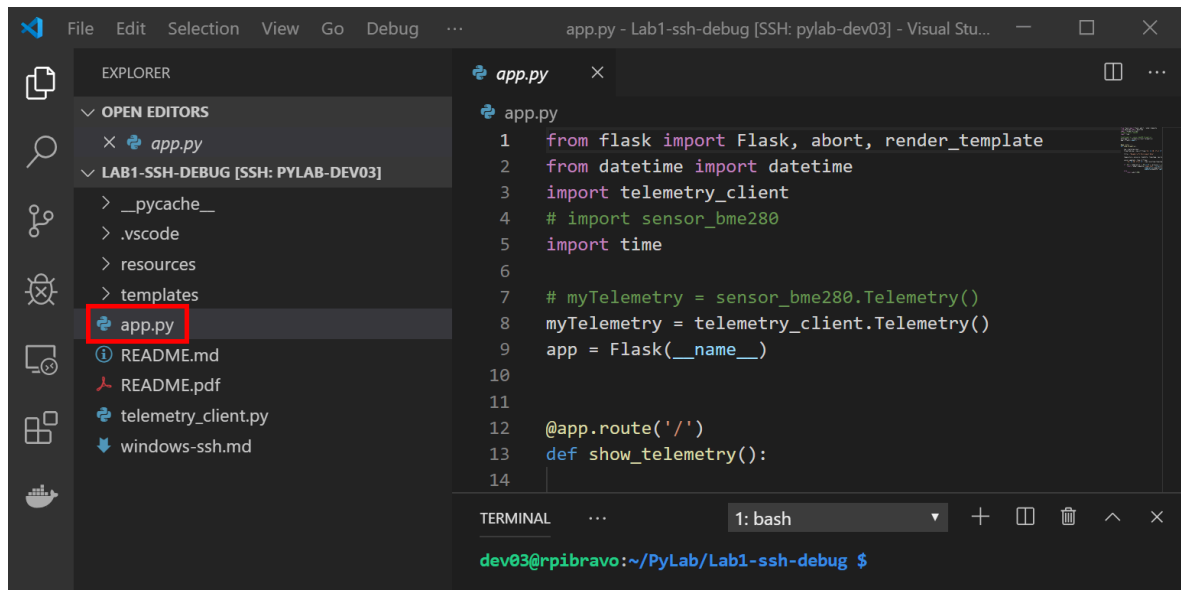 File Edit Selection View Go Debug ··· app.py - Lab1-ssh-debug [SSH: pylab-dev03] - Visual Stu...
EXPLORER
OPEN EDITORS
app.py
LAB1-SSH-DEBUG [SSH: PYLAB-DEV03]
__pycache__
.vscode
resources
templates
app.py
README.md
README.pdf
telemetry_client.py
windows-ssh.md
app.py
app.py
1 from flask import Flask, abort, render_template
2 from datetime import datetime
3 import telemetry_client
4 # import sensor_bme280
5 import time
6
7 # myTelemetry = sensor_bme280.Telemetry()
8 myTelemetry = telemetry_client.Telemetry()
9 app = Flask(__name__)
10
11
12 @app.route('/')
13 def show_telemetry():
14
TERMINAL ··· 1: bash
dev03@rpibravo:~/PyLab/Lab1-ssh-debug $